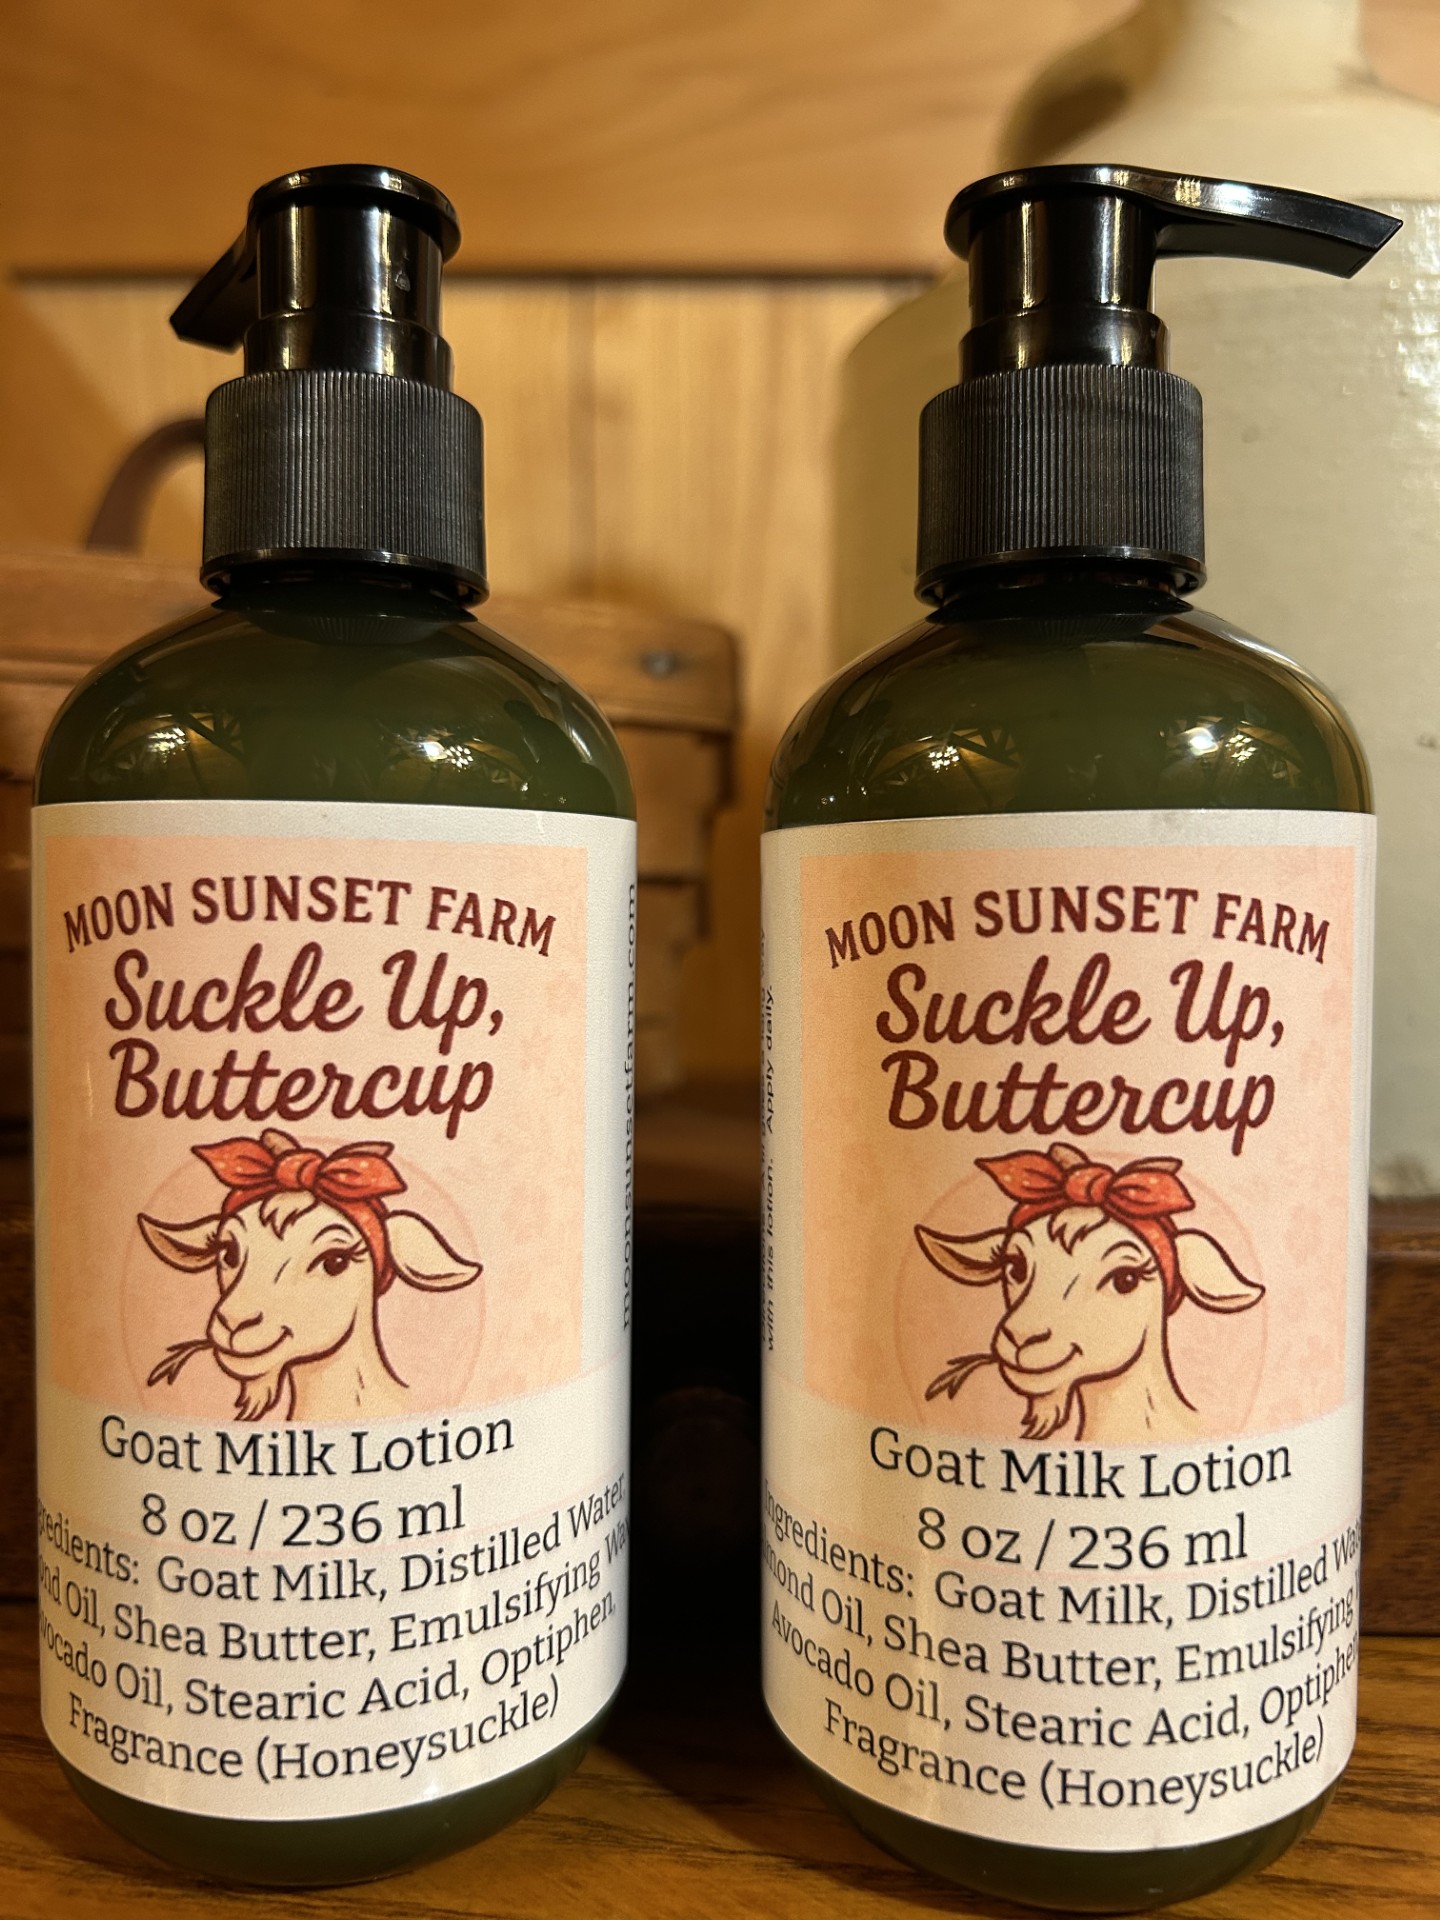 MOON SUNSET FARM
Suckle Up,
Buttercup
Goat Milk Lotion
8 oz / 236 ml
Goat Milk, Distilled Water,
Oil, Shea Butter, Emulsifying
Oil, Stearic Acid, Optiphen,
Fragrance (Honeysuckle)
moonsunsetfarm.com
with this lotion. Apply daily.
MOON SUNSET FARM
Suckle Up,
Buttercup
Goat Milk Lotion
8 oz / 236 ml
Ingredients: Goat Milk, Distilled
Oil, Shea Butter, Emulsifying
Avocado Oil, Stearic Acid, Optiphen
Fragrance (Honeysuckle)